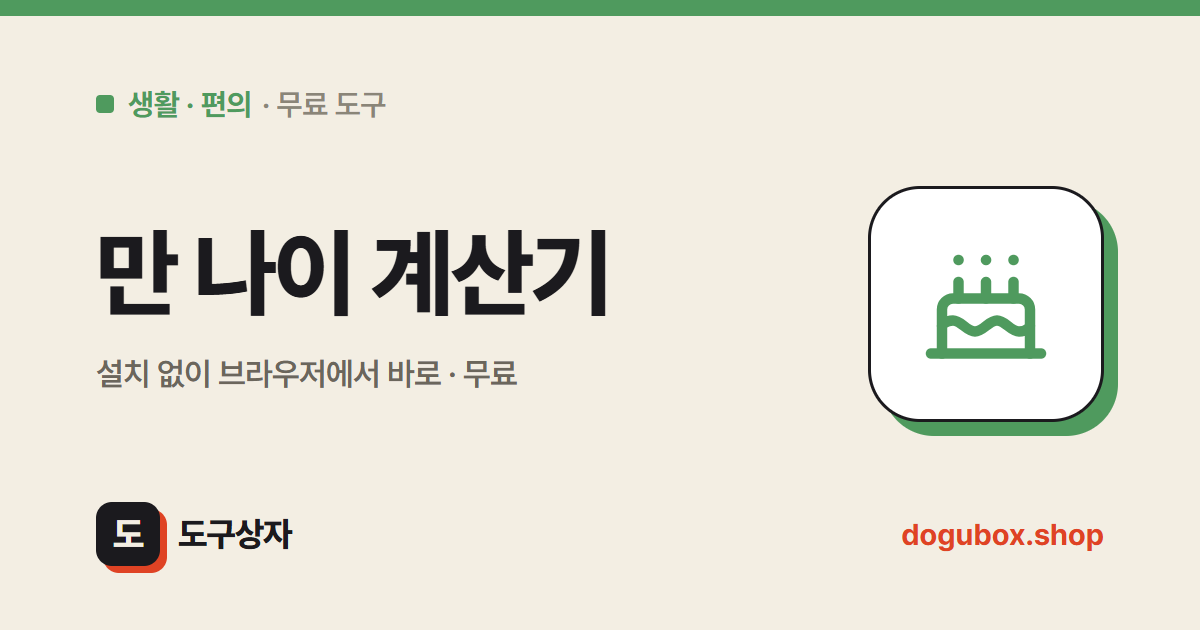 생활 · 편의 · 무료 도구
만 나이 계산기
설치 없이 브라우저에서 바로 · 무료
도 도구상자
dogubox.shop